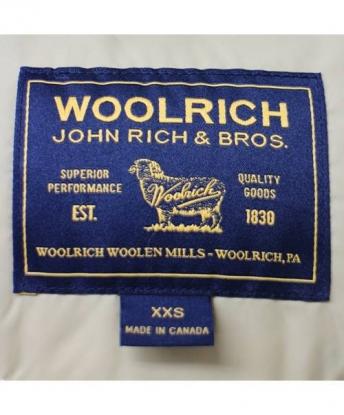 WOOLRICH
JOHN RICH & BROS.
SUPERIOR PERFORMANCE
EST.
Woolrich
QUALITY GOODS
1830
WOOLRICH WOOLEN MILLS - WOOLRICH, PA
XXS
MADE IN CANADA